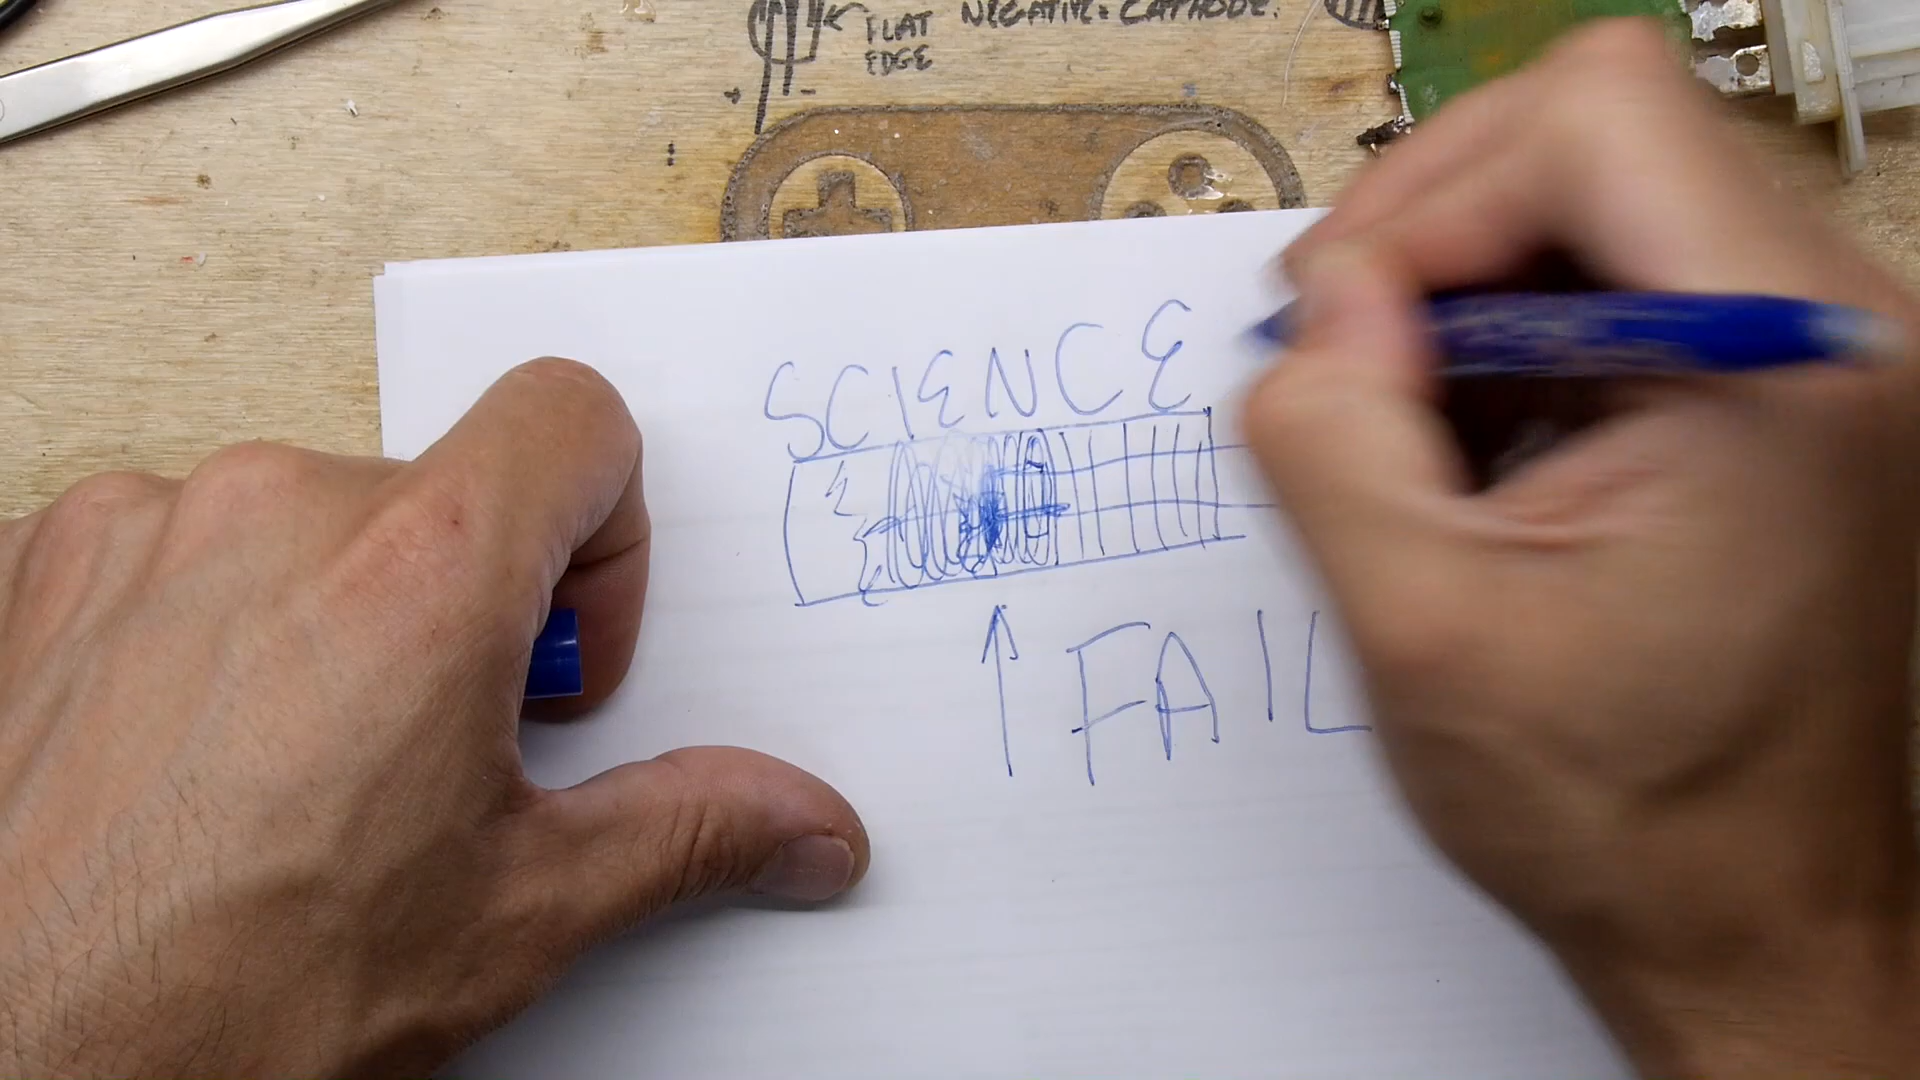 FLAT NEGATIVE = CATHODE.
EDGE
+ -
SCIENCE
FAIL